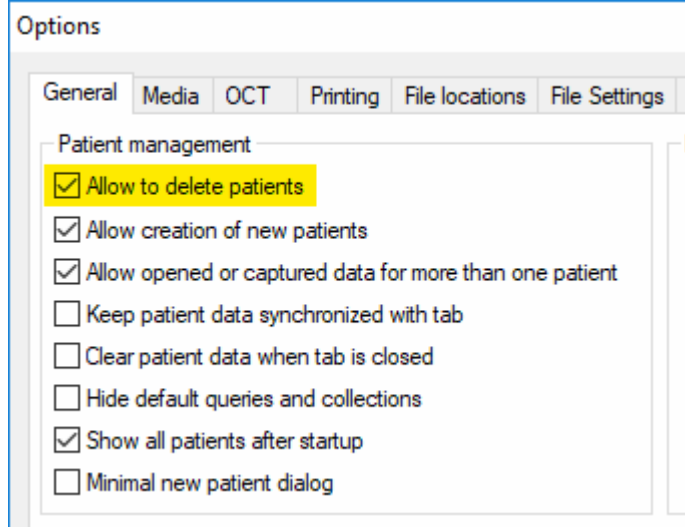 Options
General Media OCT Printing File locations File Settings
Patient management
Allow to delete patients
Allow creation of new patients
Allow opened or captured data for more than one patient
Keep patient data synchronized with tab
Clear patient data when tab is closed
Hide default queries and collections
Show all patients after startup
Minimal new patient dialog